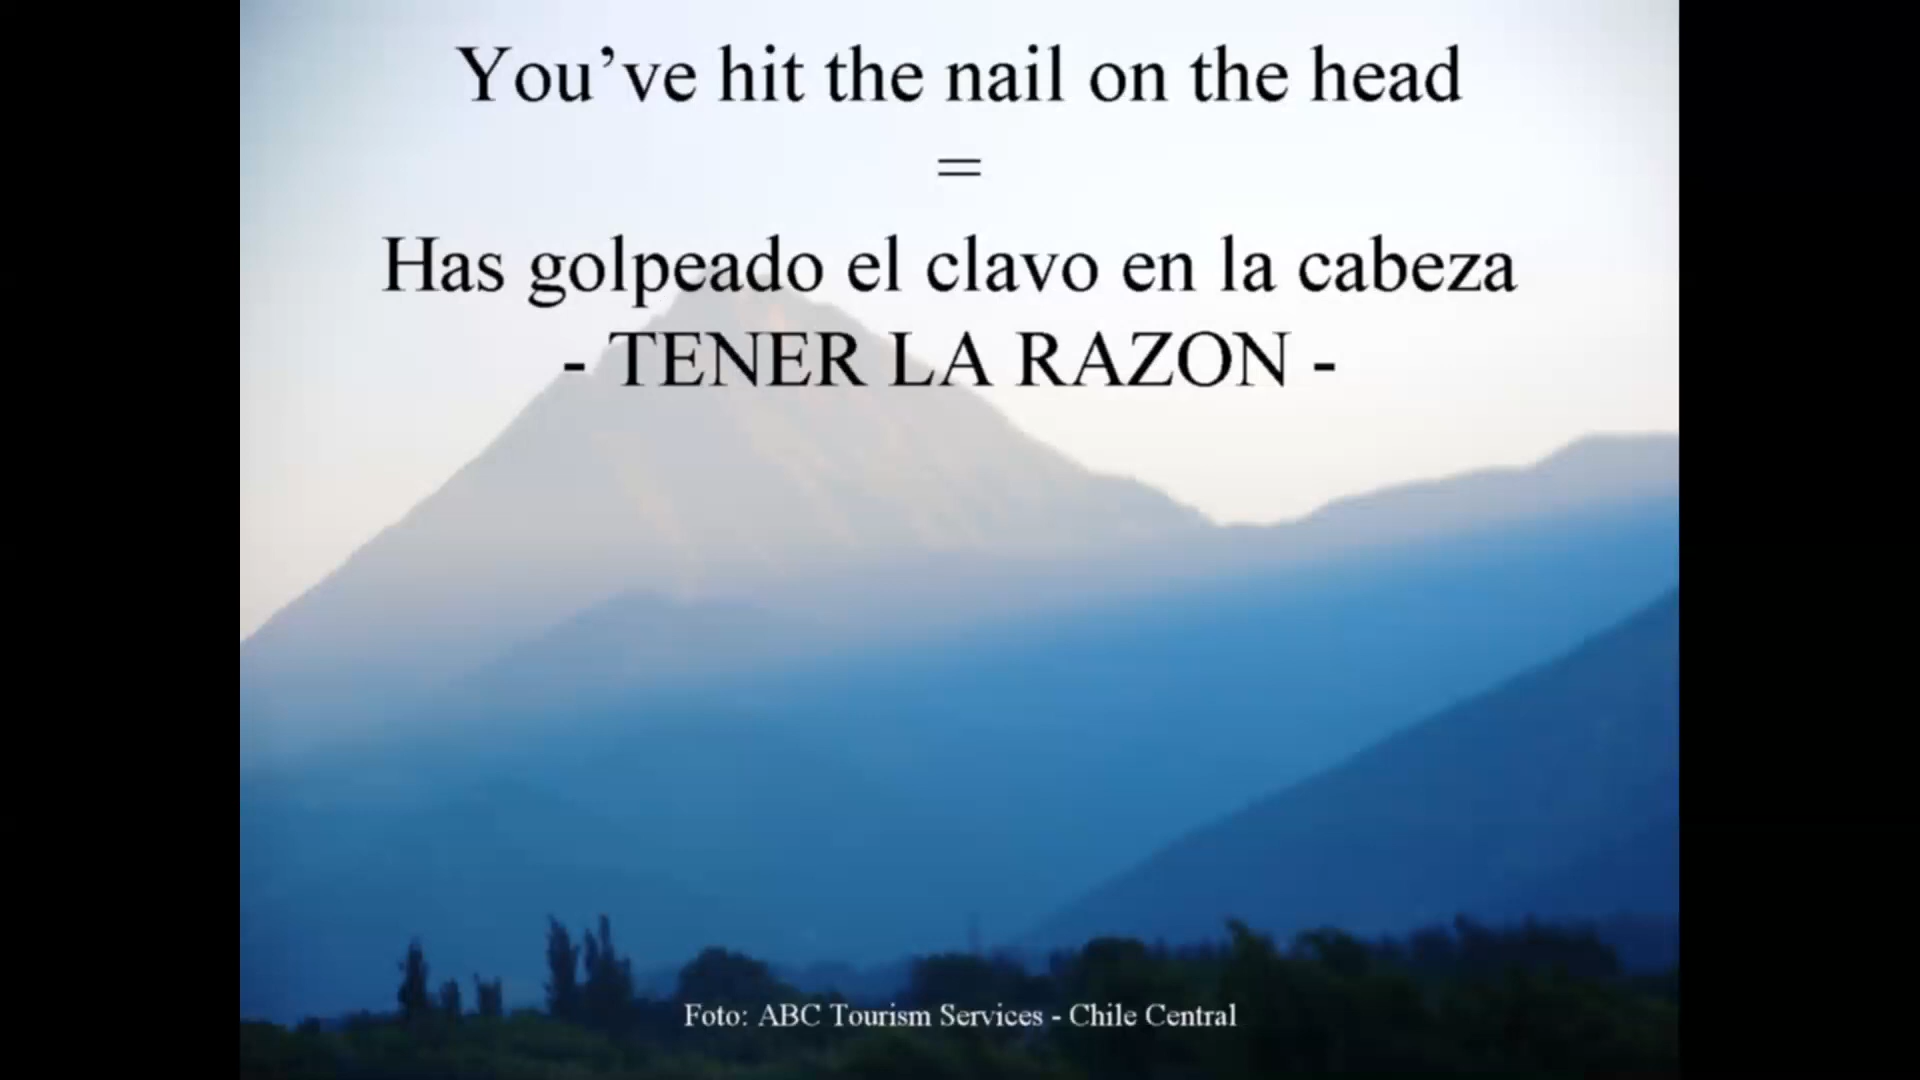 You’ve hit the nail on the head
=
Has golpeado el clavo en la cabeza
- TENER LA RAZON -
Foto: ABC Tourism Services - Chile Central